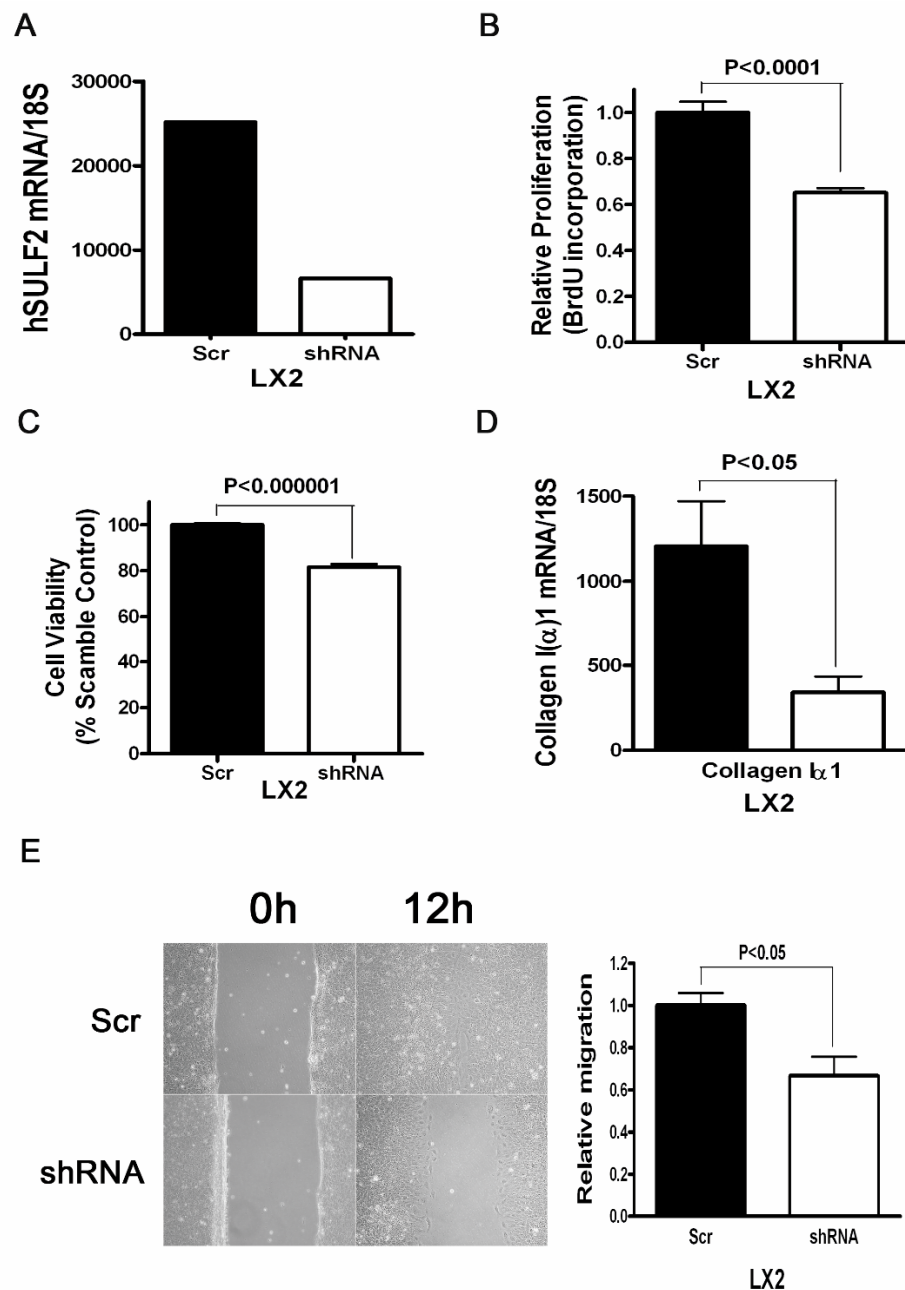 A
hSULF2 mRNA/18S
30000
20000
10000
0
Scr shRNA
LX2
B
P<0.0001
Relative Proliferation
(BrdU incorporation)
1.0
0.8
0.6
0.4
0.2
0.0
Scr shRNA
LX2
C
P<0.000001
Cell Viability
(% Scamble Control)
100
80
60
40
20
0
Scr shRNA
LX2
D
P<0.05
Collagen I(α)1 mRNA/18S
1500
1000
500
0
Collagen Iα1
LX2
E
0h 12h
Scr
shRNA
P<0.05
Relative migration
1.2
1.0
0.8
0.6
0.4
0.2
0.0
Scr shRNA
LX2